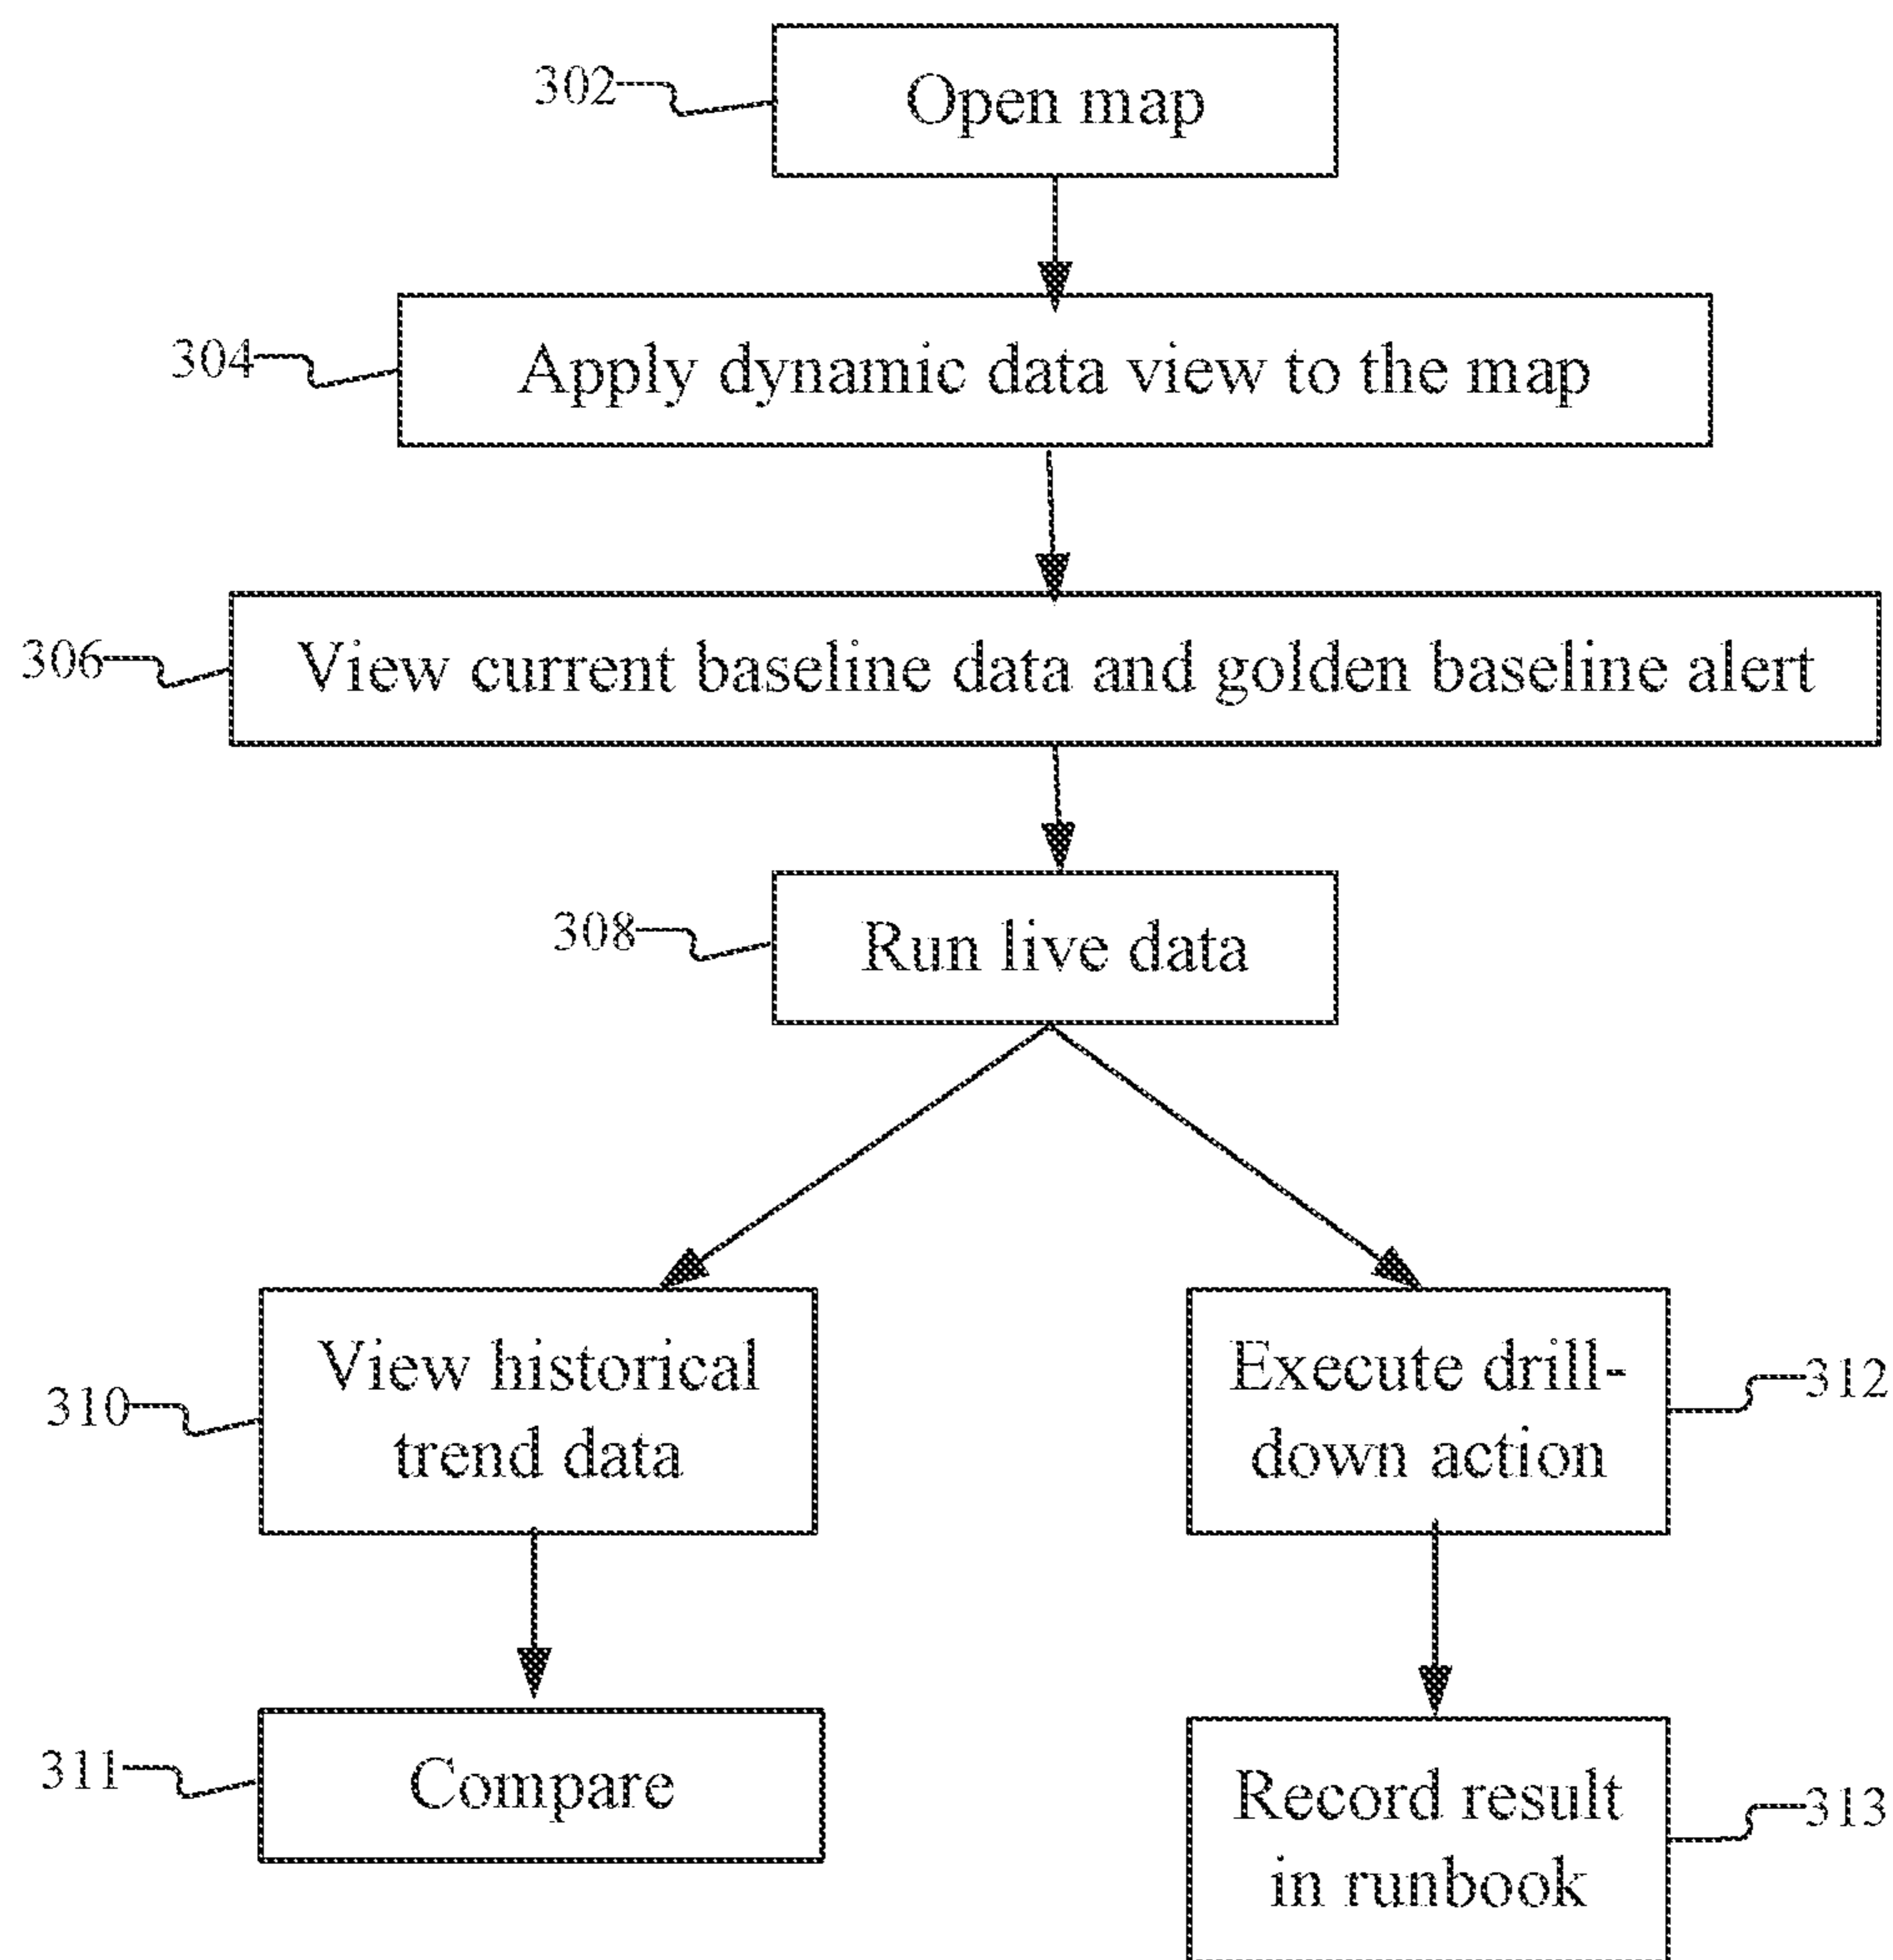 302
Open map
304
Apply dynamic data view to the map
306
View current baseline data and golden baseline alert
308
Run live data
310
View historical
trend data
Execute drill-
down action
312
311
Compare
Record result
in runbook
313